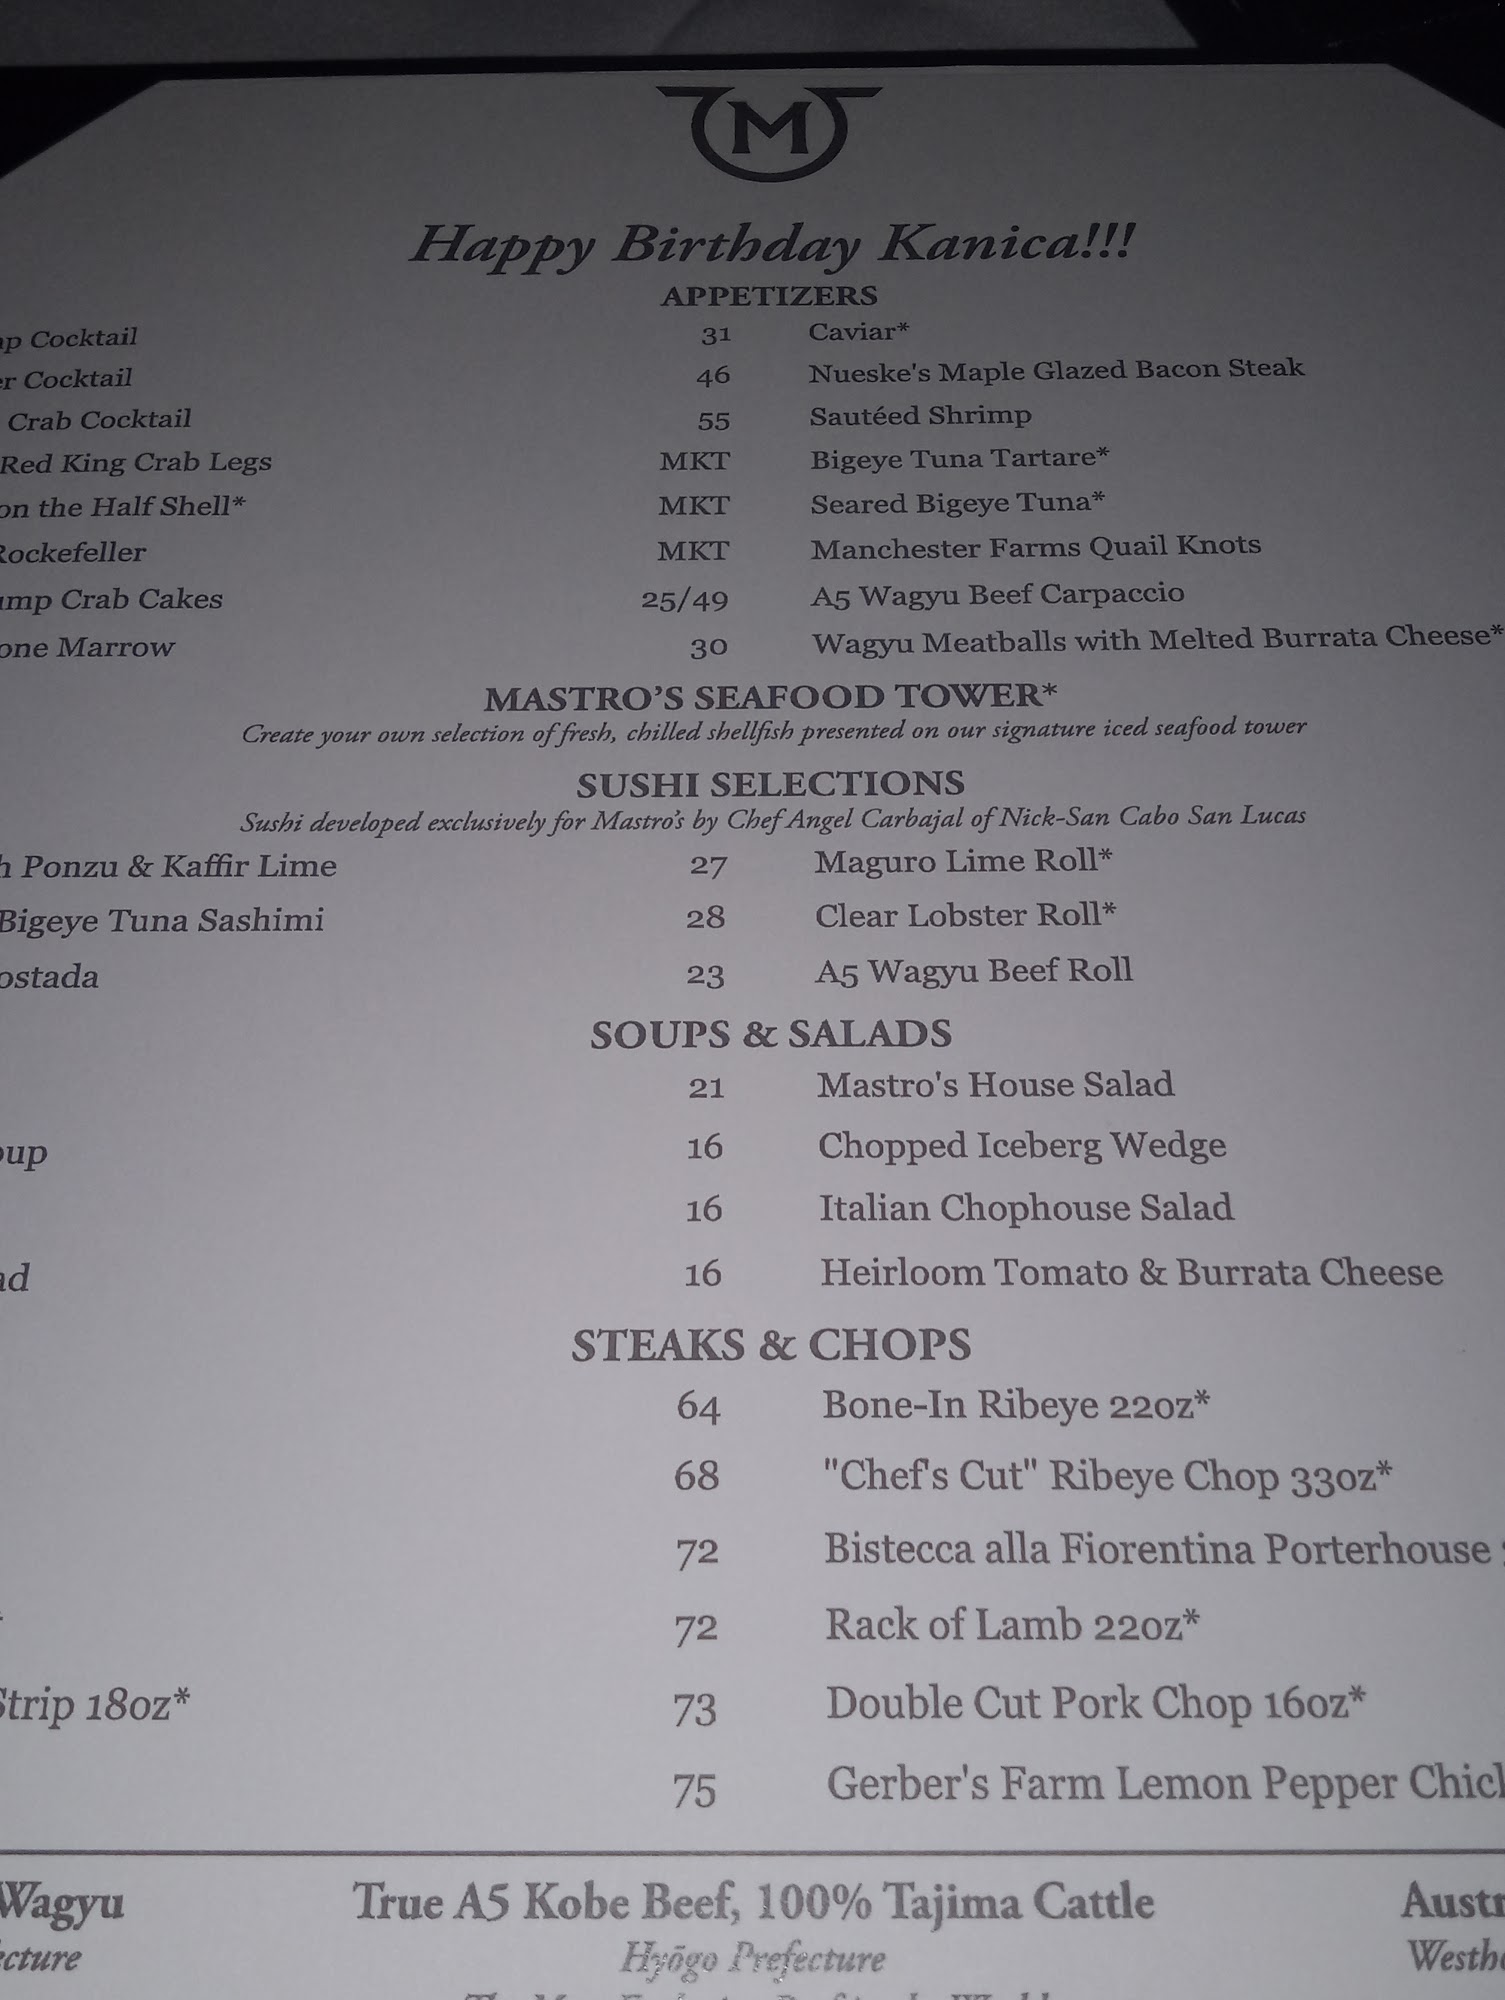 M
Happy Birthday Kanica!!!
APPETIZERS
Cocktail 31 Caviar*
Cocktail 46 Nueske's Maple Glazed Bacon Steak
Crab Cocktail 55 Sautéed Shrimp
Red King Crab Legs MKT Bigeye Tuna Tartare*
on the Half Shell* MKT Seared Bigeye Tuna*
Rockefeller MKT Manchester Farms Quail Knots
Crab Cakes 25/49 A5 Wagyu Beef Carpaccio
Marrow 30 Wagyu Meatballs with Melted Burrata Cheese*
MASTRO'S SEAFOOD TOWER*
Create your own selection of fresh, chilled shellfish presented on our signature iced seafood tower
SUSHI SELECTIONS
Sushi developed exclusively for Mastro's by Chef Angel Carbajal of Nick-San Cabo San Lucas
Ponzu & Kaffir Lime 27 Maguro Lime Roll*
Bigeye Tuna Sashimi 28 Clear Lobster Roll*
23 A5 Wagyu Beef Roll
SOUPS & SALADS
21 Mastro's House Salad
16 Chopped Iceberg Wedge
16 Italian Chophouse Salad
16 Heirloom Tomato & Burrata Cheese
STEAKS & CHOPS
64 Bone-In Ribeye 22oz*
68 "Chef's Cut" Ribeye Chop 33oz*
72 Bistecca alla Fiorentina Porterhouse
72 Rack of Lamb 22oz*
Strip 18oz* 73 Double Cut Pork Chop 16oz*
75 Gerber's Farm Lemon Pepper
Wagyu True A5 Kobe Beef, 100% Tajima Cattle
Hyōgo Prefecture